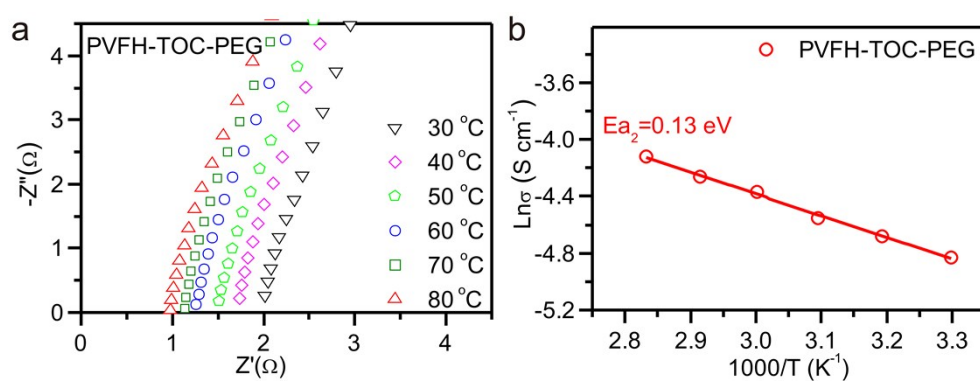 a
PVFH-TOC-PEG
-Z"(Ω)
4
3
2
1
0
0
1
2
3
4
Z'(Ω)
30 °C
40 °C
50 °C
60 °C
70 °C
80 °C
b
PVFH-TOC-PEG
Ea₂=0.13 eV
Lnσ (S cm⁻¹)
-3.6
-4.0
-4.4
-4.8
-5.2
2.8
2.9
3.0
3.1
3.2
3.3
1000/T (K⁻¹)